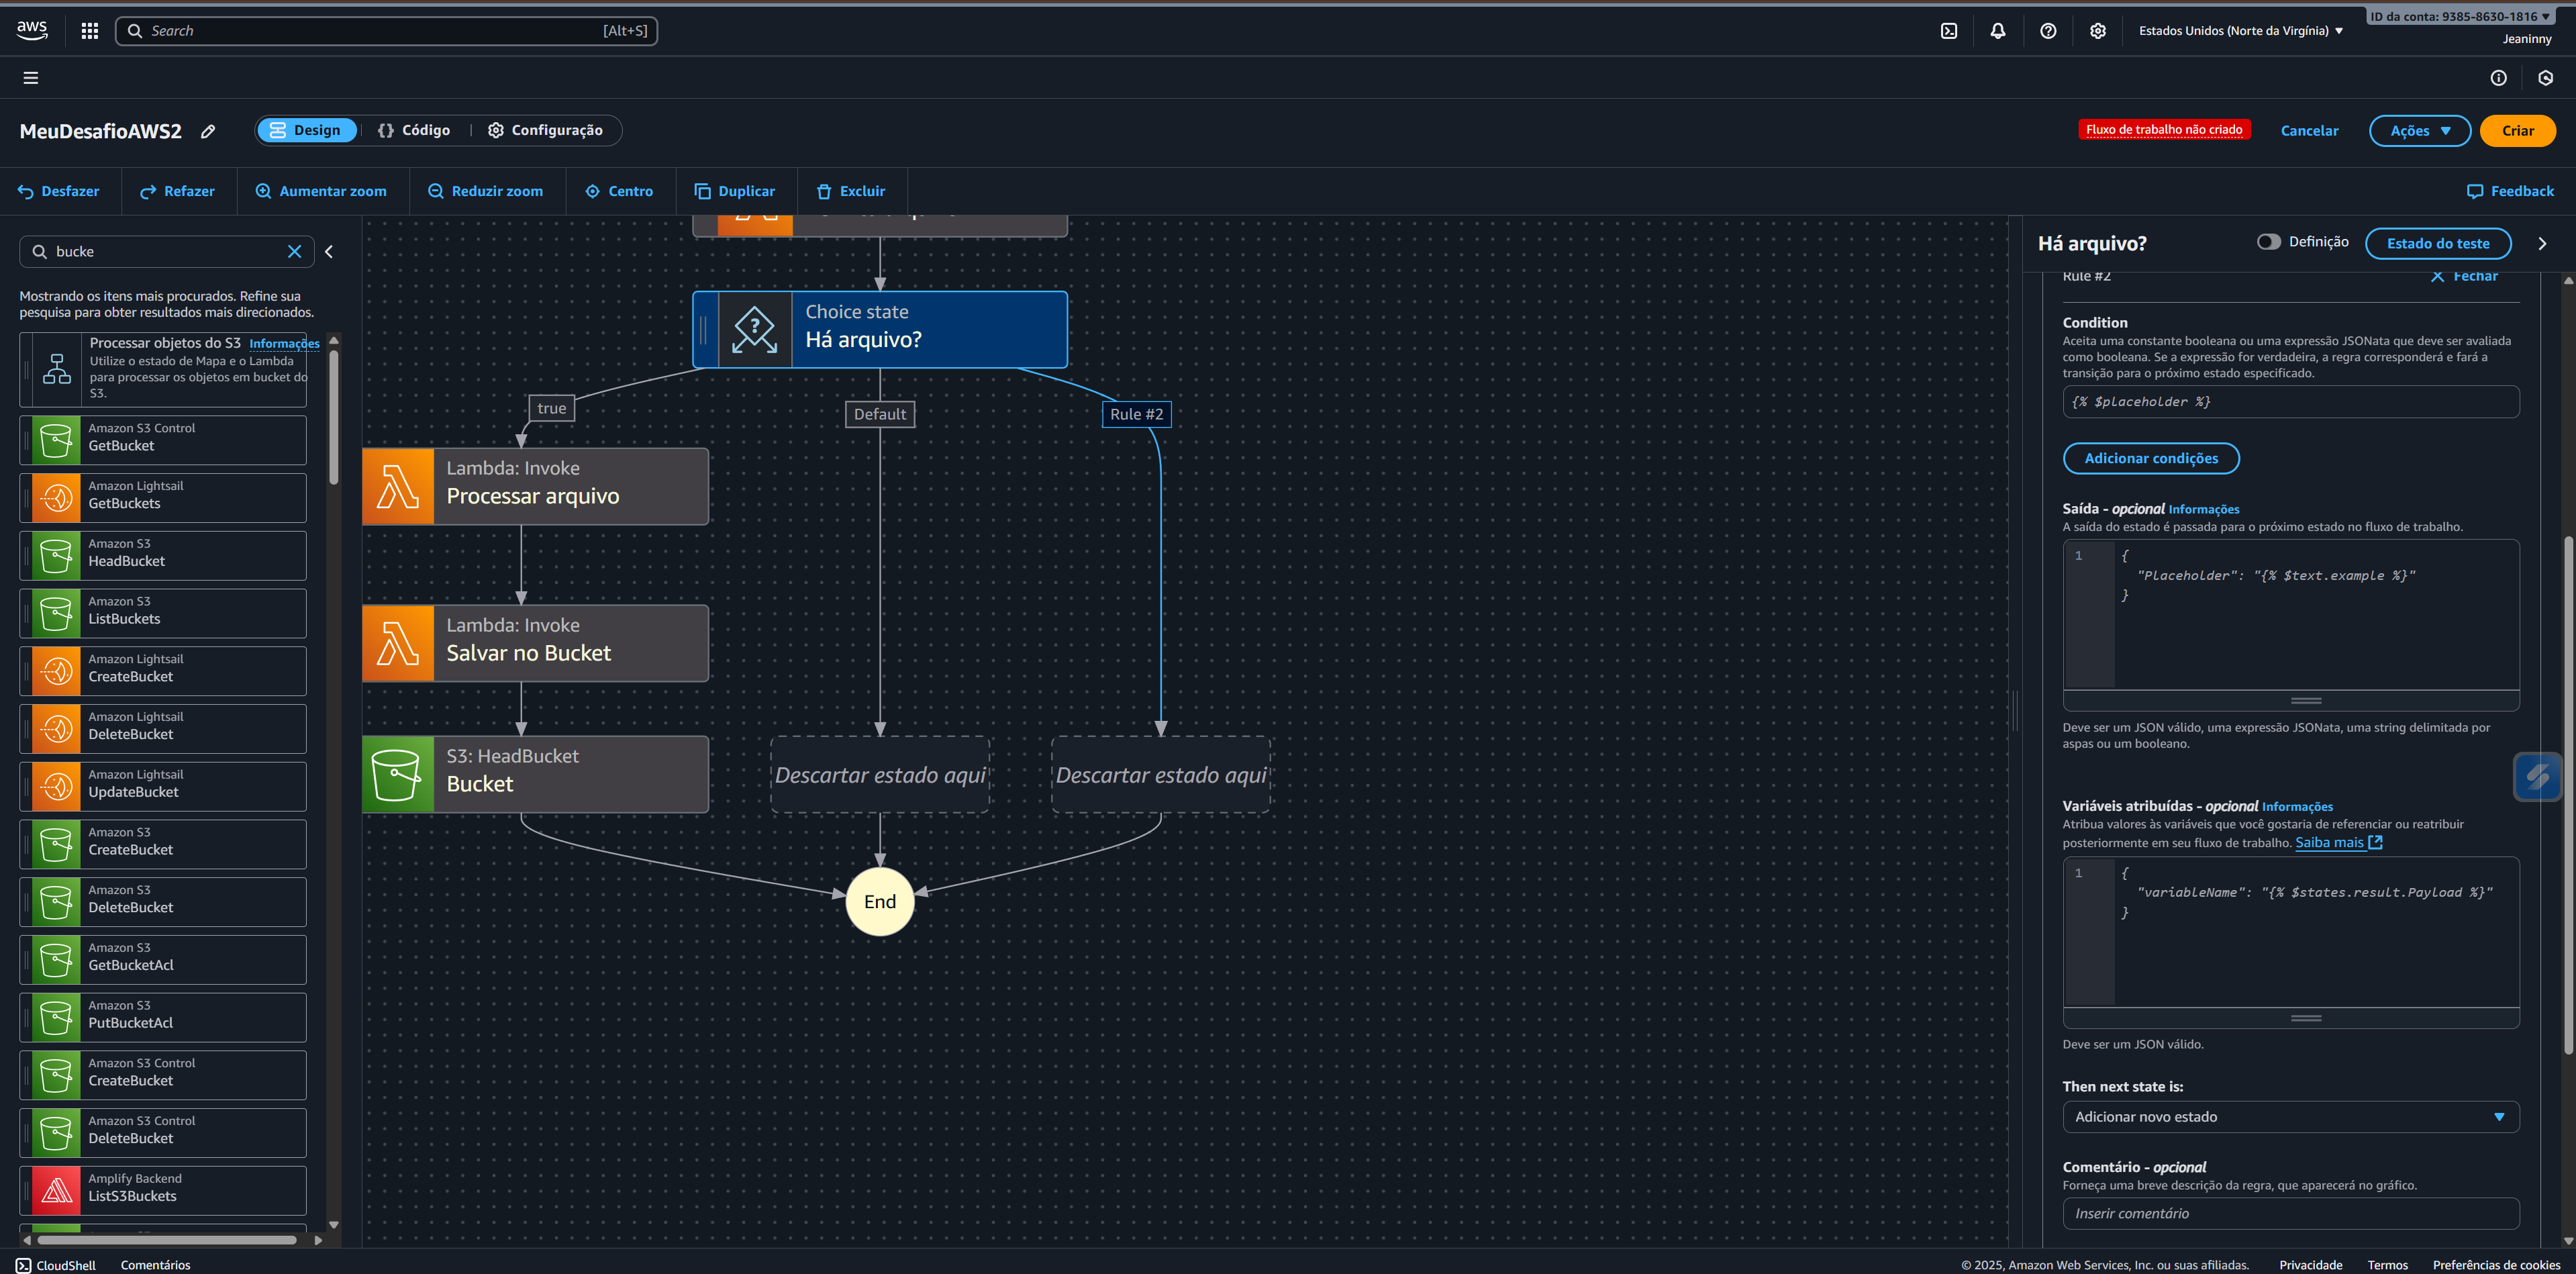 aws
Search
[Alt+S]
Estados Unidos (Norte da Virgínia)
ID da conta: 9385-8630-1816
Jeaninny
MeuDesafioAWS2
Design
{} Código
Configuração
Fluxo de trabalho não criado
Cancelar
Ações
Criar
Desfazer
Refazer
Aumentar zoom
Reduzir zoom
Centro
Duplicar
Excluir
Feedback
bucke
Mostrando os itens mais procurados. Refine sua
pesquisa para obter resultados mais direcionados.
Processar objetos do S3 Informações
Utilize o estado de Mapa e o Lambda
para processar os objetos em bucket do
S3.
Amazon S3 Control
GetBucket
Amazon Lightsail
GetBuckets
Amazon S3
HeadBucket
Amazon S3
ListBuckets
Amazon Lightsail
CreateBucket
Amazon Lightsail
DeleteBucket
Amazon Lightsail
UpdateBucket
Amazon S3
CreateBucket
Amazon S3
DeleteBucket
Amazon S3
GetBucketAcl
Amazon S3
PutBucketAcl
Amazon S3 Control
CreateBucket
Amazon S3 Control
DeleteBucket
Amplify Backend
ListS3Buckets
Choice state
Há arquivo?
true
Default
Rule #2
Lambda: Invoke
Processar arquivo
Lambda: Invoke
Salvar no Bucket
S3: HeadBucket
Bucket
Descartar estado aqui
Descartar estado aqui
End
Há arquivo?
Definição
Estado do teste
Rule #2
Fechar
Condition
Aceita uma constante booleana ou uma expressão JSONata que deve ser avaliada
como booleana. Se a expressão for verdadeira, a regra corresponderá e fará a
transição para o próximo estado especificado.
{% $placeholder %}
Adicionar condições
Saída - opcional Informações
A saída do estado é passada para o próximo estado no fluxo de trabalho.
1 {
"Placeholder": "{% $text.example %}"
}
Deve ser um JSON válido, uma expressão JSONata, uma string delimitada por
aspas ou um booleano.
Variáveis atribuídas - opcional Informações
Atribua valores às variáveis que você gostaria de referenciar ou reatribuir
posteriormente em seu fluxo de trabalho. Saiba mais
1 {
"variableName": "{% $states.result.Payload %}"
}
Deve ser um JSON válido.
Then next state is:
Adicionar novo estado
Comentário - opcional
Forneça uma breve descrição da regra, que aparecerá no gráfico.
Inserir comentário
CloudShell
Comentários
© 2025, Amazon Web Services, Inc. ou suas afiliadas.
Privacidade
Termos
Preferências de cookies